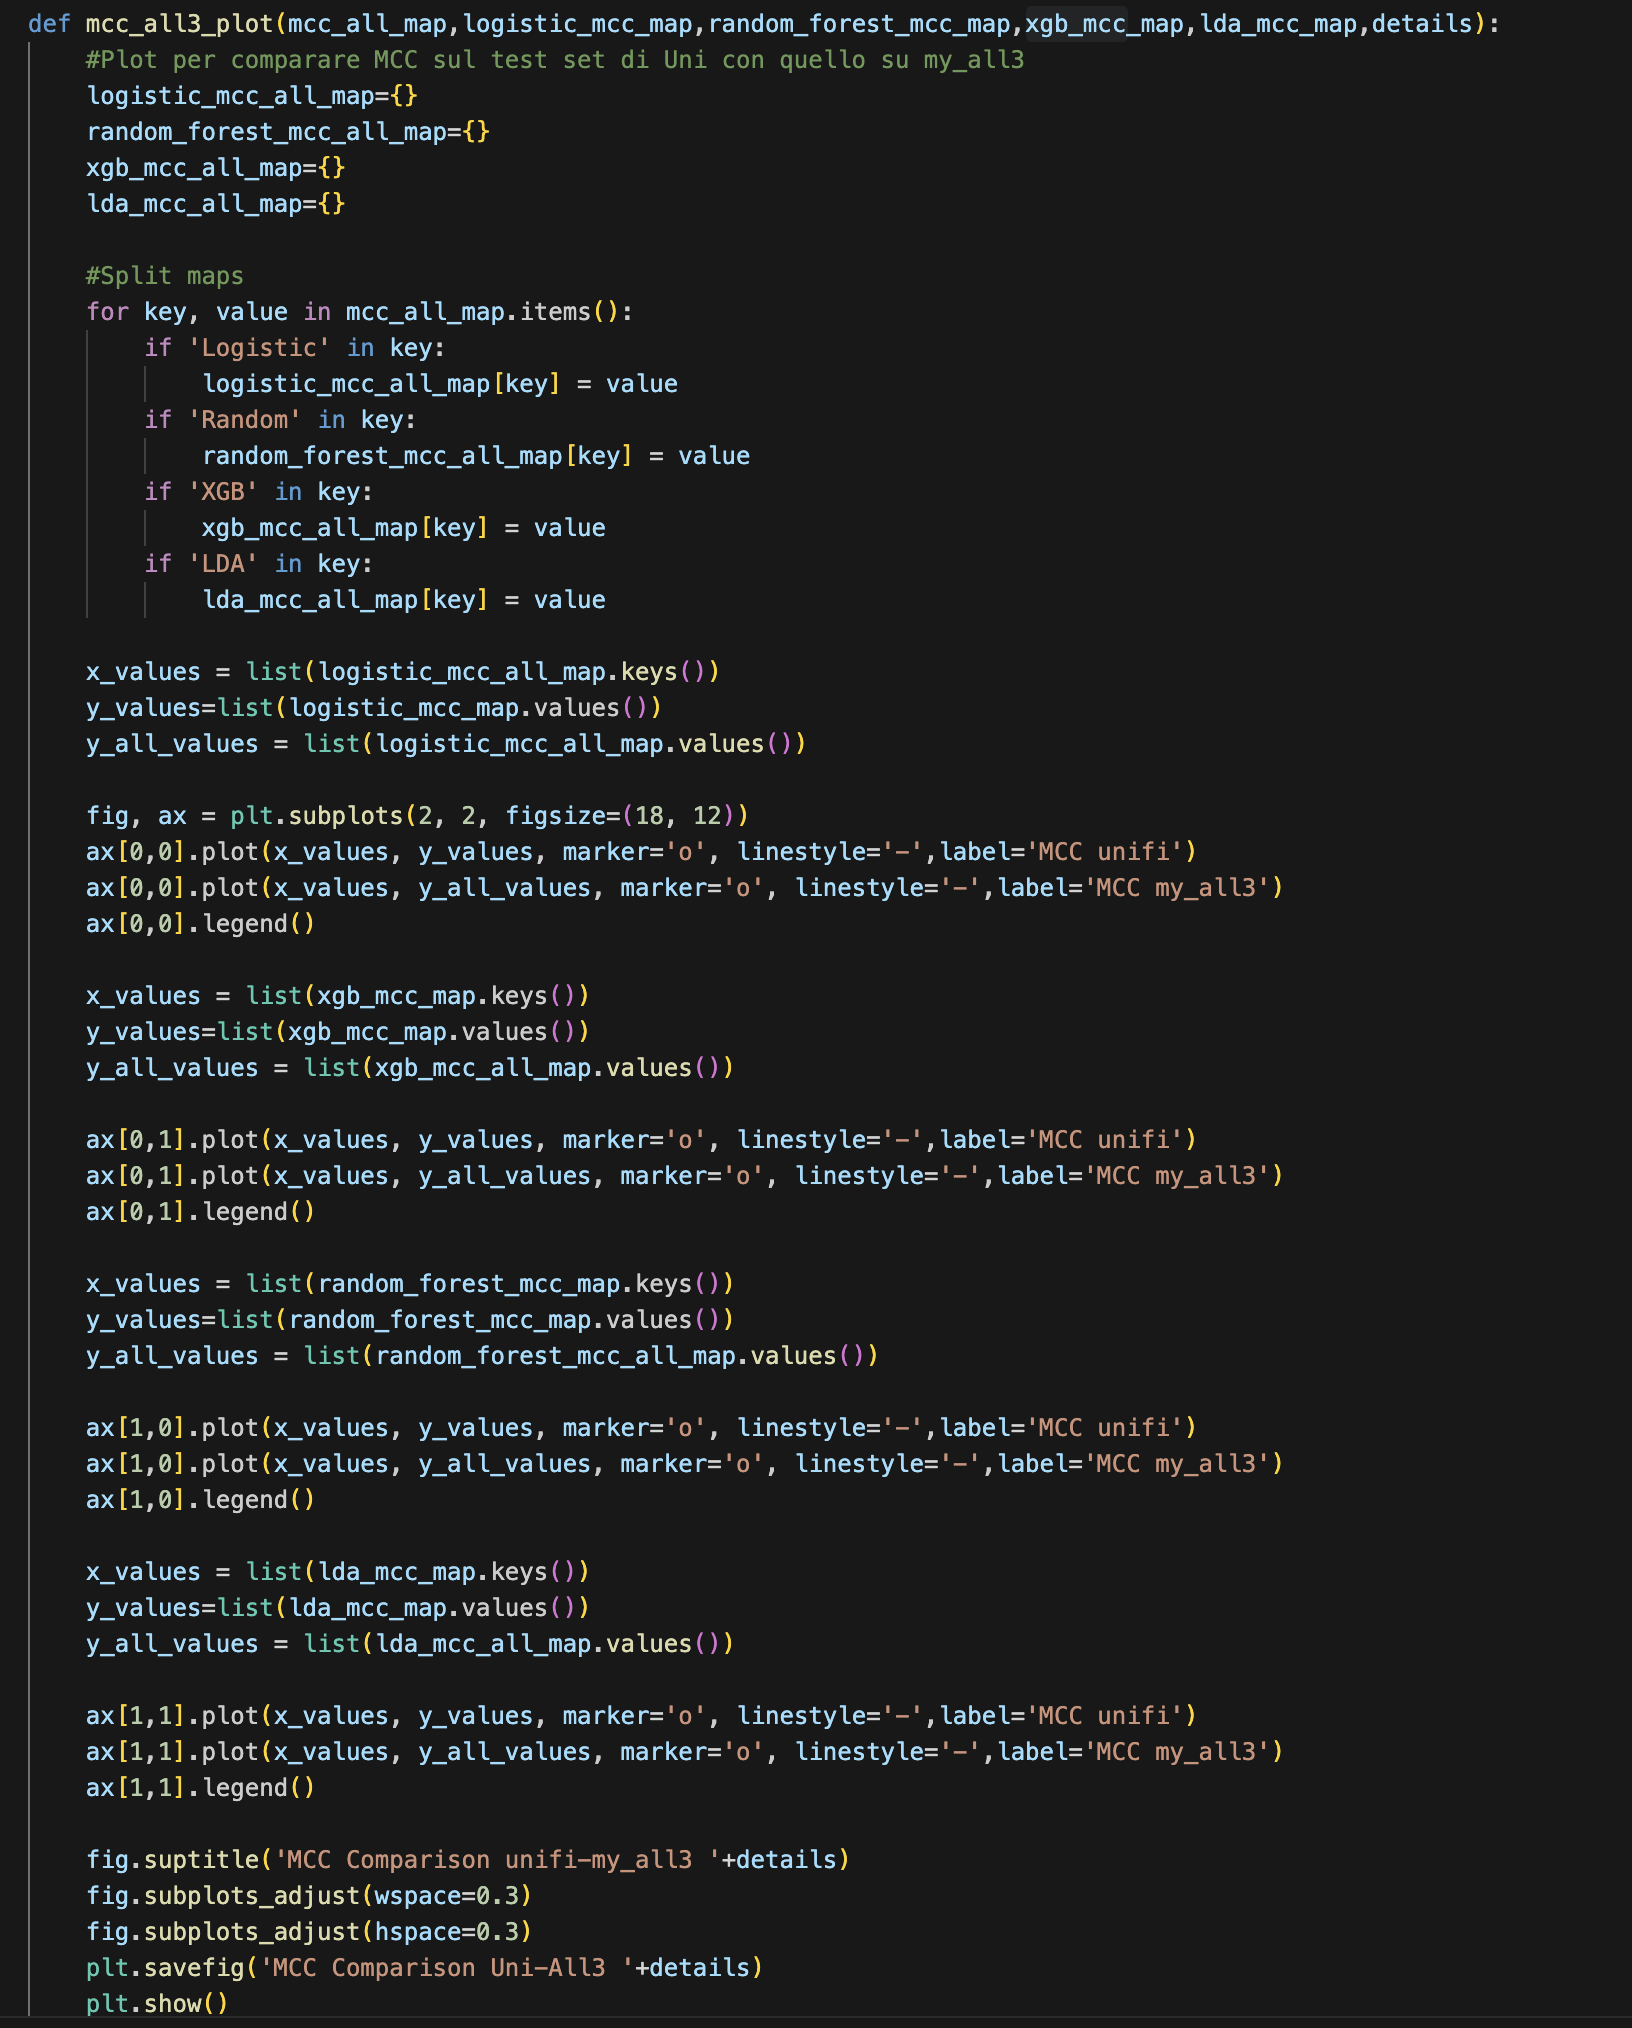 def mcc_all3_plot(mcc_all_map,logistic_mcc_map,random_forest_mcc_map,xgb_mcc_map,lda_mcc_map,details):
    #Plot per comparare MCC sul test set di Uni con quello su my_all3
    logistic_mcc_all_map={}
    random_forest_mcc_all_map={}
    xgb_mcc_all_map={}
    lda_mcc_all_map={}

    #Split maps
    for key, value in mcc_all_map.items():
        if 'Logistic' in key:
            logistic_mcc_all_map[key] = value
        if 'Random' in key:
            random_forest_mcc_all_map[key] = value
        if 'XGB' in key:
            xgb_mcc_all_map[key] = value
        if 'LDA' in key:
            lda_mcc_all_map[key] = value

    x_values = list(logistic_mcc_all_map.keys())
    y_values=list(logistic_mcc_map.values())
    y_all_values = list(logistic_mcc_all_map.values())

    fig, ax = plt.subplots(2, 2, figsize=(18, 12))
    ax[0,0].plot(x_values, y_values, marker='o', linestyle='-',label='MCC unifi')
    ax[0,0].plot(x_values, y_all_values, marker='o', linestyle='-',label='MCC my_all3')
    ax[0,0].legend()

    x_values = list(xgb_mcc_map.keys())
    y_values=list(xgb_mcc_map.values())
    y_all_values = list(xgb_mcc_all_map.values())

    ax[0,1].plot(x_values, y_values, marker='o', linestyle='-',label='MCC unifi')
    ax[0,1].plot(x_values, y_all_values, marker='o', linestyle='-',label='MCC my_all3')
    ax[0,1].legend()

    x_values = list(random_forest_mcc_map.keys())
    y_values=list(random_forest_mcc_map.values())
    y_all_values = list(random_forest_mcc_all_map.values())

    ax[1,0].plot(x_values, y_values, marker='o', linestyle='-',label='MCC unifi')
    ax[1,0].plot(x_values, y_all_values, marker='o', linestyle='-',label='MCC my_all3')
    ax[1,0].legend()

    x_values = list(lda_mcc_map.keys())
    y_values=list(lda_mcc_map.values())
    y_all_values = list(lda_mcc_all_map.values())

    ax[1,1].plot(x_values, y_values, marker='o', linestyle='-',label='MCC unifi')
    ax[1,1].plot(x_values, y_all_values, marker='o', linestyle='-',label='MCC my_all3')
    ax[1,1].legend()

    fig.suptitle('MCC Comparison unifi-my_all3 '+details)
    fig.subplots_adjust(wspace=0.3)
    fig.subplots_adjust(hspace=0.3)
    plt.savefig('MCC Comparison Uni-All3 '+details)
    plt.show()